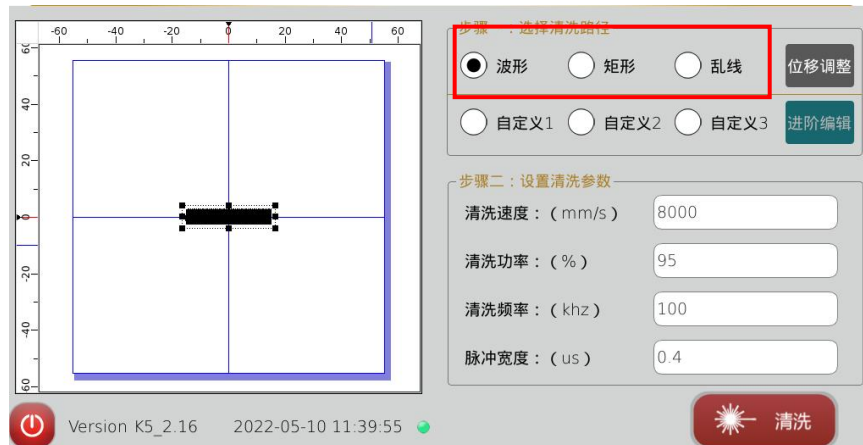 -60 -40 -20 0 20 40 60
60
40
20
0
-20
-40
-60
步骤一：选择清洗路径
波形 矩形 乱线 位移调整
自定义1 自定义2 自定义3 进阶编辑
步骤二：设置清洗参数
清洗速度：（mm/s） 8000
清洗功率：（%） 95
清洗频率：（khz） 100
脉冲宽度：（us） 0.4
Version K5_2.16 2022-05-10 11:39:55 清洗